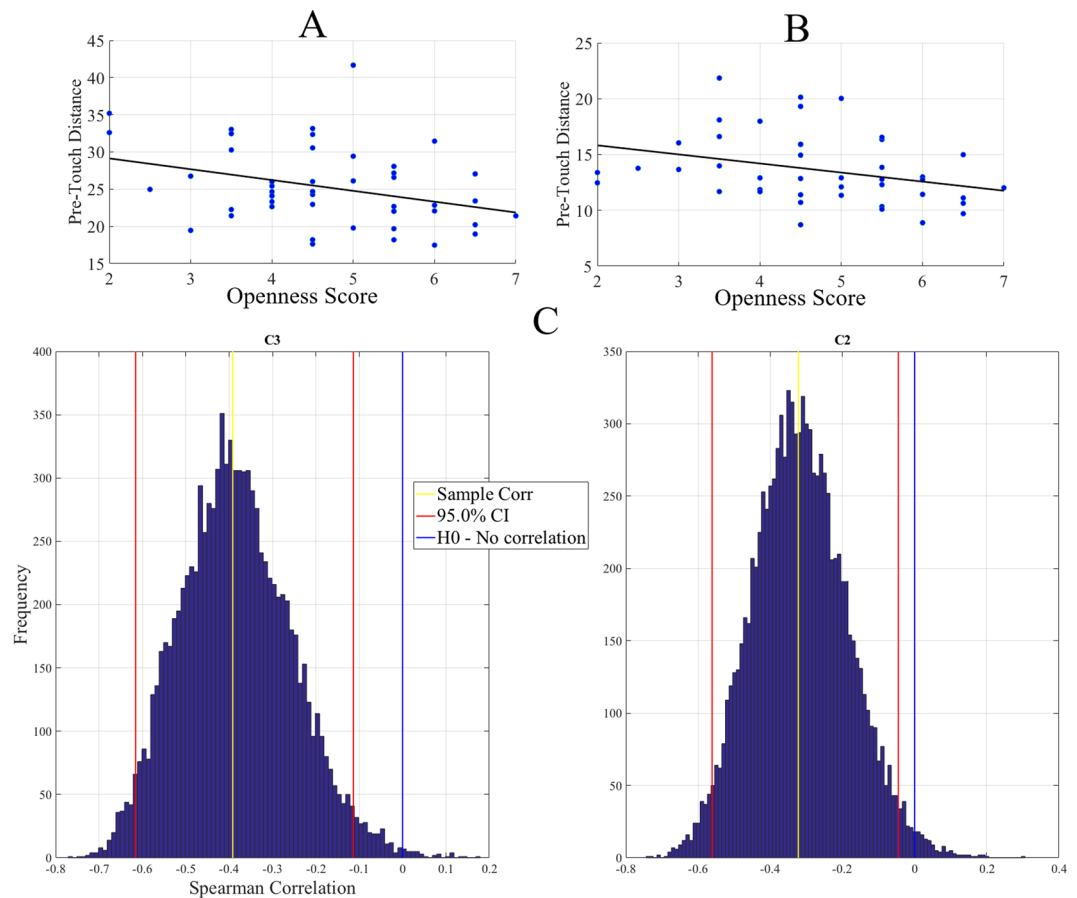 A
45
40
35
30
25
20
15
Pre-Touch Distance
2 3 4 5 6 7
Openness Score
B
25
20
15
10
5
Pre-Touch Distance
2 3 4 5 6 7
Openness Score
C
C3
400
350
300
250
200
150
100
50
0
Frequency
-0.8 -0.7 -0.6 -0.5 -0.4 -0.3 -0.2 -0.1 0 0.1 0.2
Spearman Correlation
Sample Corr
95.0% CI
H0 - No correlation
C2
350
300
250
200
150
100
50
0
-0.8 -0.6 -0.4 -0.2 0 0.2 0.4